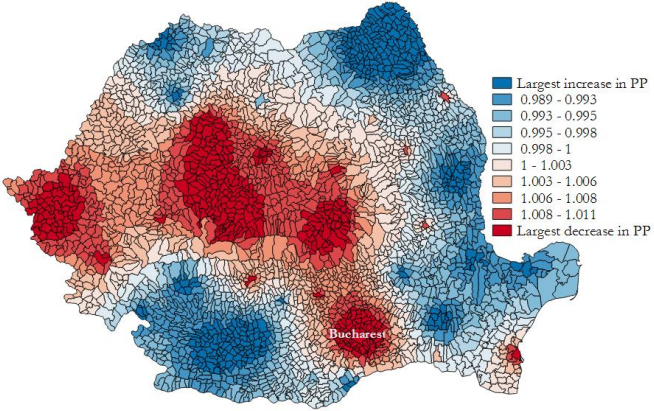 Largest increase in PP
0.989 - 0.993
0.993 - 0.995
0.995 - 0.998
0.998 - 1
1 - 1.003
1.003 - 1.006
1.006 - 1.008
1.008 - 1.011
Largest decrease in PP
Bucharest